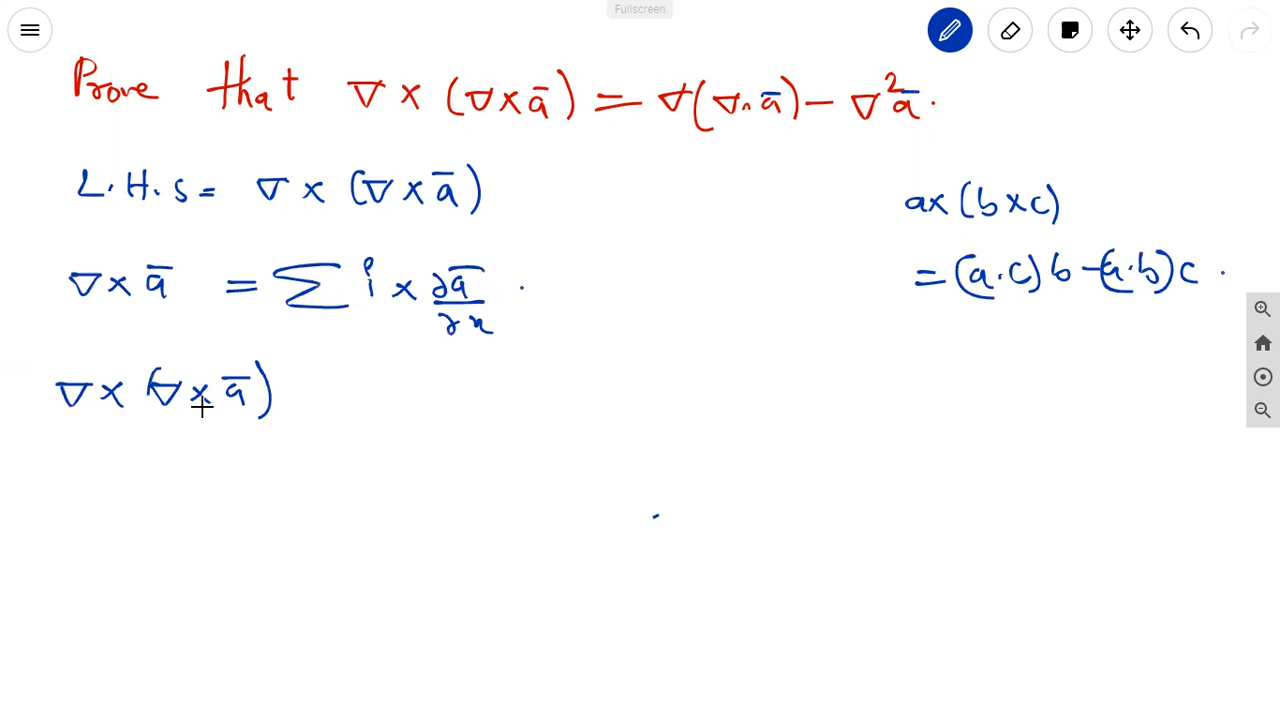 Fullscreen
Prove that ∇ × (∇ × ā) = ∇(∇. ā) − ∇²ā.
L.H.S = ∇ × (∇ × ā)
a×(b×c)
= (a.c) b − (a.b) c.
∇ × ā = ∑ i × ∂ā/∂x .
∇ × (∇ × ā)